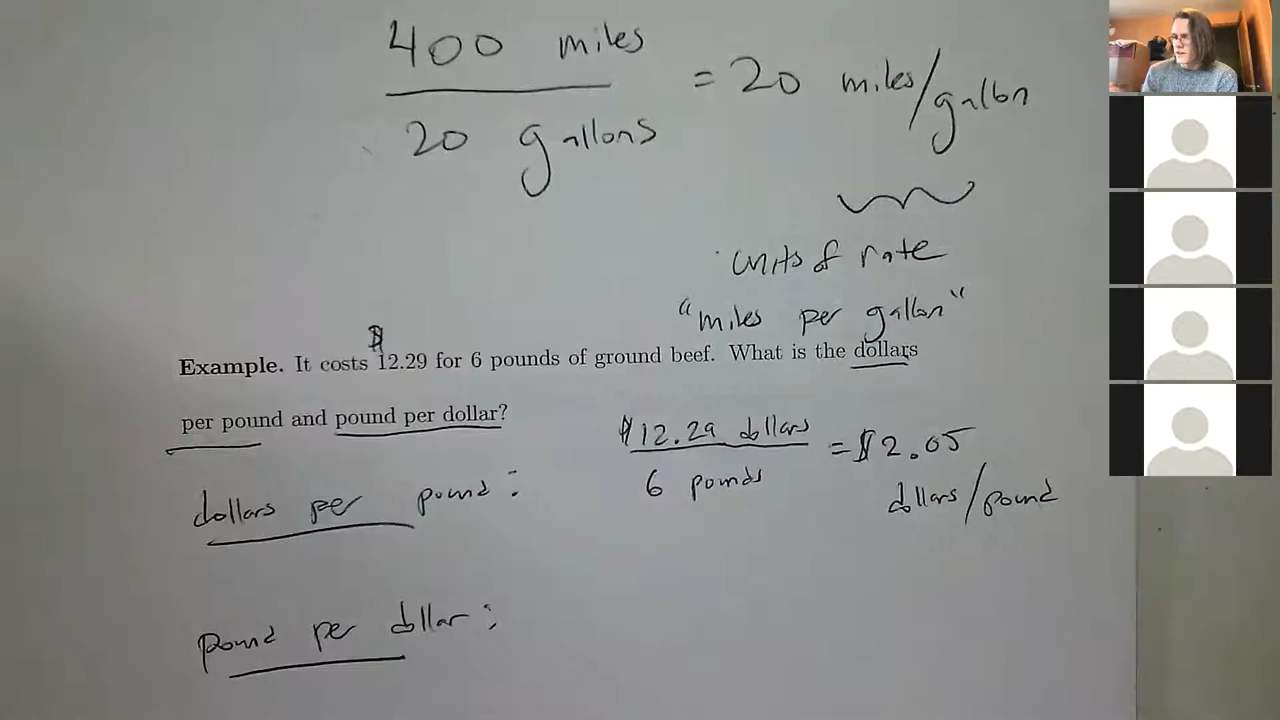 400 miles
20 gallons
= 20 miles/gallon
units of rate
"miles per gallon"
$
Example. It costs 12.29 for 6 pounds of ground beef. What is the dollars
per pound and pound per dollar?
$12.29 dollars
6 pounds
= $2.05
dollars/pound
dollars per pound:
pound per dollar: